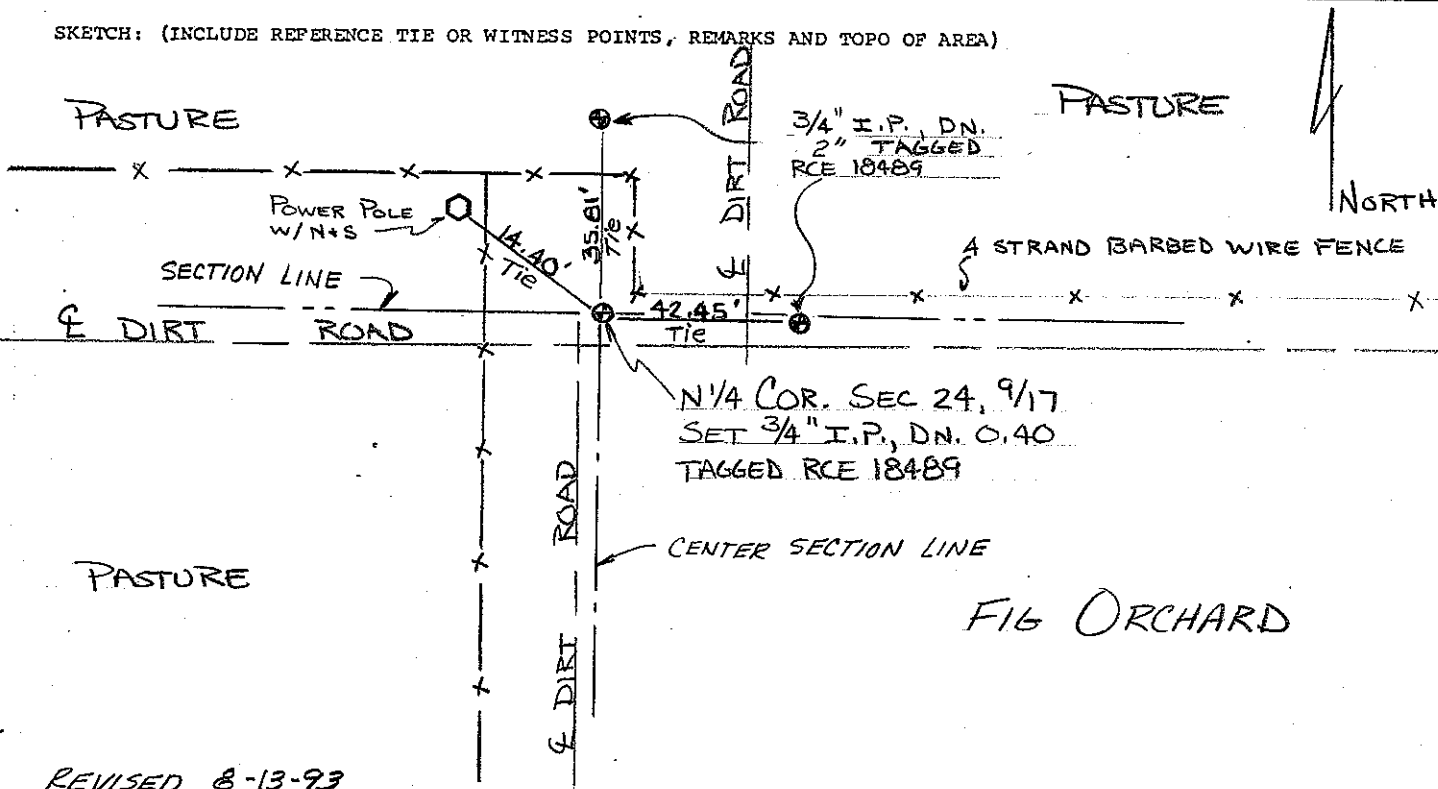 SKETCH: (INCLUDE REFERENCE TIE OR WITNESS POINTS, REMARKS AND TOPO OF AREA)
PASTURE
℄ DIRT ROAD
3/4" I.P., DN.
2" TAGGED
RCE 18489
PASTURE
NORTH
POWER POLE
W/ N+S
14.40'
Tie
35.81'
Tie
4 STRAND BARBED WIRE FENCE
SECTION LINE
42.45'
Tie
℄ DIRT ROAD
N 1/4 COR. SEC 24, 9/17
SET 3/4" I.P., DN. 0.40
TAGGED RCE 18489
℄ DIRT ROAD
CENTER SECTION LINE
PASTURE
FIG ORCHARD
REVISED 8-13-93